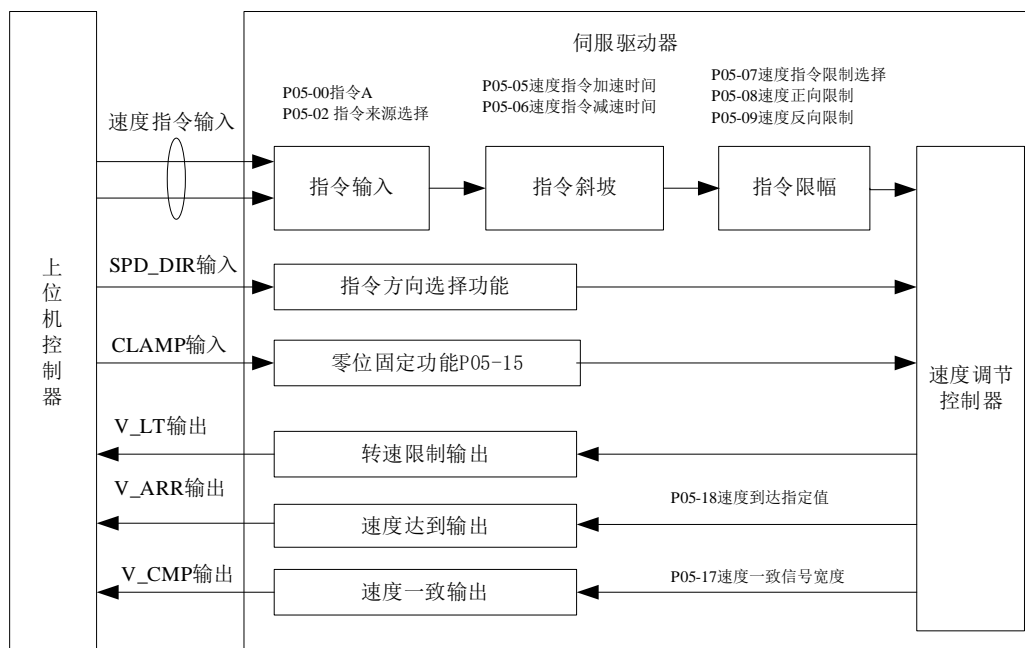 伺服驱动器
P05-00指令A
P05-02 指令来源选择
P05-05速度指令加速时间
P05-06速度指令减速时间
P05-07速度指令限制选择
P05-08速度正向限制
P05-09速度反向限制
速度指令输入
指令输入
指令斜坡
指令限幅
上位机控制器
SPD_DIR输入
指令方向选择功能
CLAMP输入
零位固定功能P05-15
速度调节
控制器
V_LT输出
转速限制输出
V_ARR输出
速度达到输出
P05-18速度到达指定值
V_CMP输出
速度一致输出
P05-17速度一致信号宽度